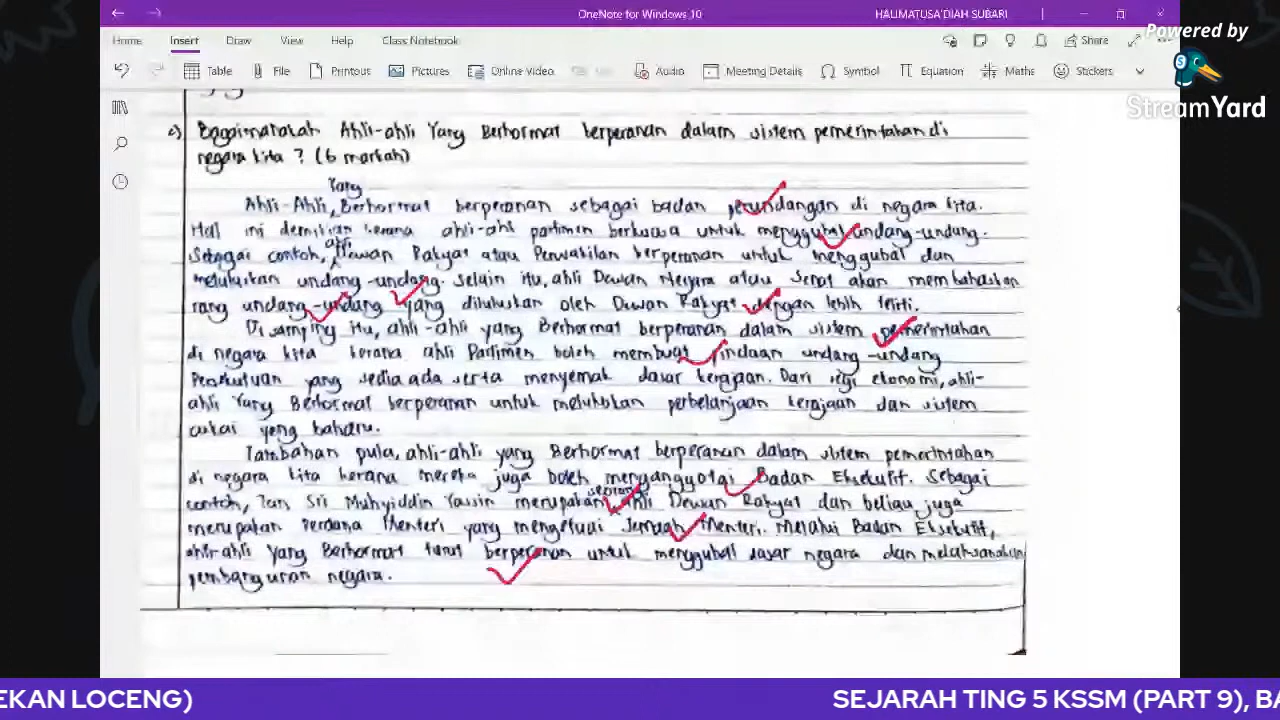 OneNote for Windows 10
HALIMATUSA'DIAH SUBARI
Powered by
StreamYard
Home Insert Draw View Help Class Notebook Share
Table File Printout Pictures Online Video Audio Meeting Details Symbol Equation Maths Stickers
c) Bagaimanakah Ahli-ahli Yang Berhormat berperanan dalam sistem pemerintahan di
negara kita ? (6 markah)
Yang
Ahli-Ahli, Berhormat berperanan sebagai badan perundangan di negara kita.
Hal ini demikian kerana ahli-ahli parlimen berkuasa untuk menggubal undang-undang.
Sebagai contoh, ahli Dewan Rakyat atau Perwakilan berperanan untuk menggubal dan
meluluskan undang-undang. Selain itu, ahli Dewan Negara atau Senat akan membahaskan
rang undang-undang yang diluluskan oleh Dewan Rakyat dengan lebih teliti.
Di samping itu, ahli-ahli yang Berhormat berperanan dalam sistem pemerintahan
di negara kita kerana ahli Parlimen boleh membuat pindaan undang-undang
Persekutuan yang sedia ada serta menyemak dasar kerajaan. Dari segi ekonomi, ahli-
ahli Yang Berhormat berperanan untuk meluluskan perbelanjaan kerajaan dan sistem
cukai yang baharu.
Tambahan pula, ahli-ahli yang Berhormat berperanan dalam sistem pemerintahan
di negara kita kerana mereka juga boleh menganggotai Badan Eksekutif. Sebagai
seorang
contoh, Tan Sri Muhyiddin Yassin merupakan ahli Dewan Rakyat dan beliau juga
merupakan Perdana Menteri yang mengetuai Jemaah Menteri. Melalui Badan Eksekutif,
ahli-ahli yang Berhormat turut berperanan untuk menggubal dasar negara dan melaksanakan
pembangunan negara.
EKAN LOCENG)
SEJARAH TING 5 KSSM (PART 9), BA